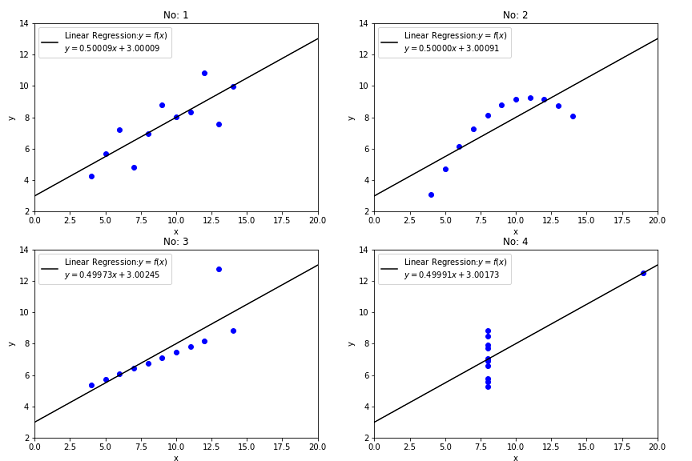 No: 1
Linear Regression:y = f(x)
y = 0.50009x + 3.00009
14
12
10
8
6
4
2
y
0.0 2.5 5.0 7.5 10.0 12.5 15.0 17.5 20.0
x
No: 2
Linear Regression:y = f(x)
y = 0.50000x + 3.00091
14
12
10
8
6
4
2
y
0.0 2.5 5.0 7.5 10.0 12.5 15.0 17.5 20.0
x
No: 3
Linear Regression:y = f(x)
y = 0.49973x + 3.00245
14
12
10
8
6
4
2
y
0.0 2.5 5.0 7.5 10.0 12.5 15.0 17.5 20.0
x
No: 4
Linear Regression:y = f(x)
y = 0.49991x + 3.00173
14
12
10
8
6
4
2
y
0.0 2.5 5.0 7.5 10.0 12.5 15.0 17.5 20.0
x